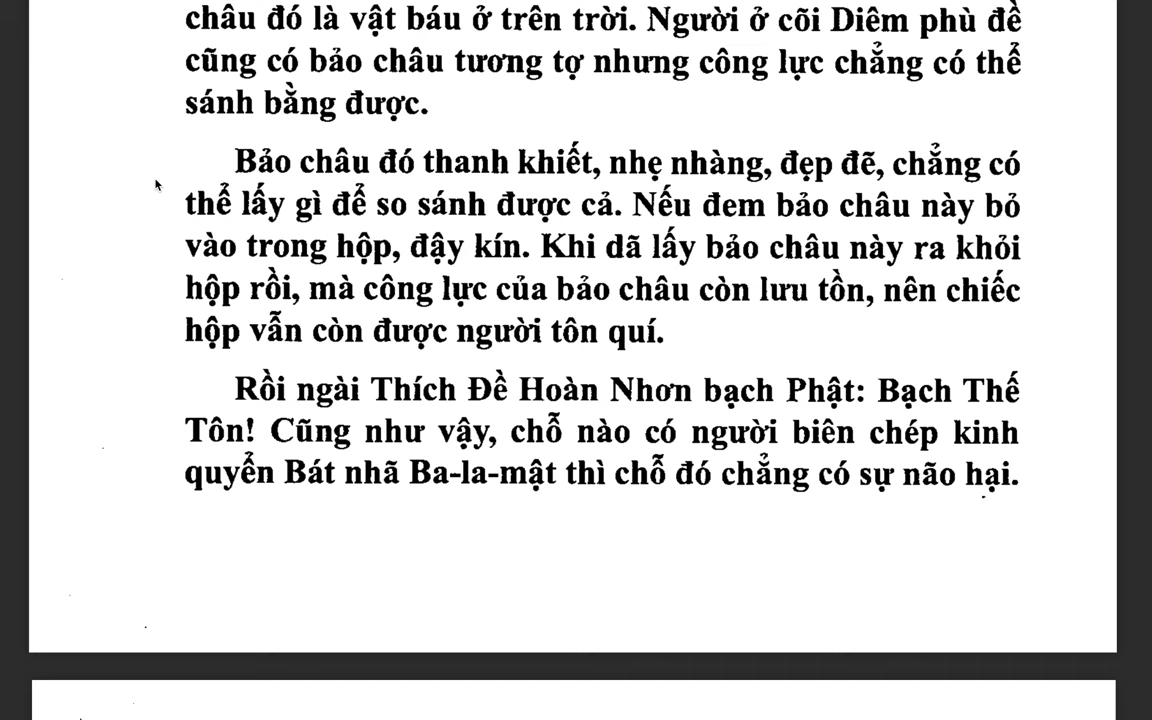 châu đó là vật báu ở trên trời. Người ở cõi Diêm phù đề
cũng có bảo châu tương tợ nhưng công lực chẳng có thể
sánh bằng được.
Bảo châu đó thanh khiết, nhẹ nhàng, đẹp đẽ, chẳng có
thể lấy gì để so sánh được cả. Nếu đem bảo châu này bỏ
vào trong hộp, đậy kín. Khi dã lấy bảo châu này ra khỏi
hộp rồi, mà công lực của bảo châu còn lưu tồn, nên chiếc
hộp vẫn còn được người tôn quí.
Rồi ngài Thích Đề Hoàn Nhơn bạch Phật: Bạch Thế
Tôn! Cũng như vậy, chỗ nào có người biên chép kinh
quyển Bát nhã Ba-la-mật thì chỗ đó chẳng có sự não hại.